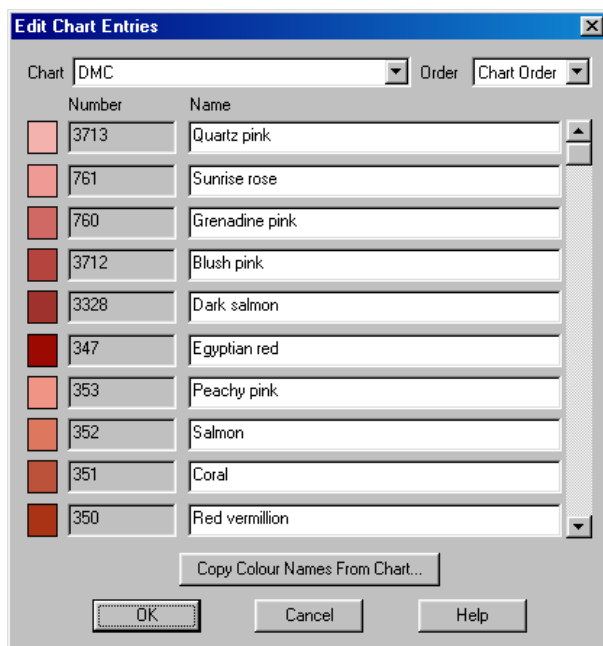 Edit Chart Entries
Chart DMC Order Chart Order
Number Name
3713 Quartz pink
761 Sunrise rose
760 Grenadine pink
3712 Blush pink
3328 Dark salmon
347 Egyptian red
353 Peachy pink
352 Salmon
351 Coral
350 Red vermillion
Copy Colour Names From Chart...
OK Cancel Help